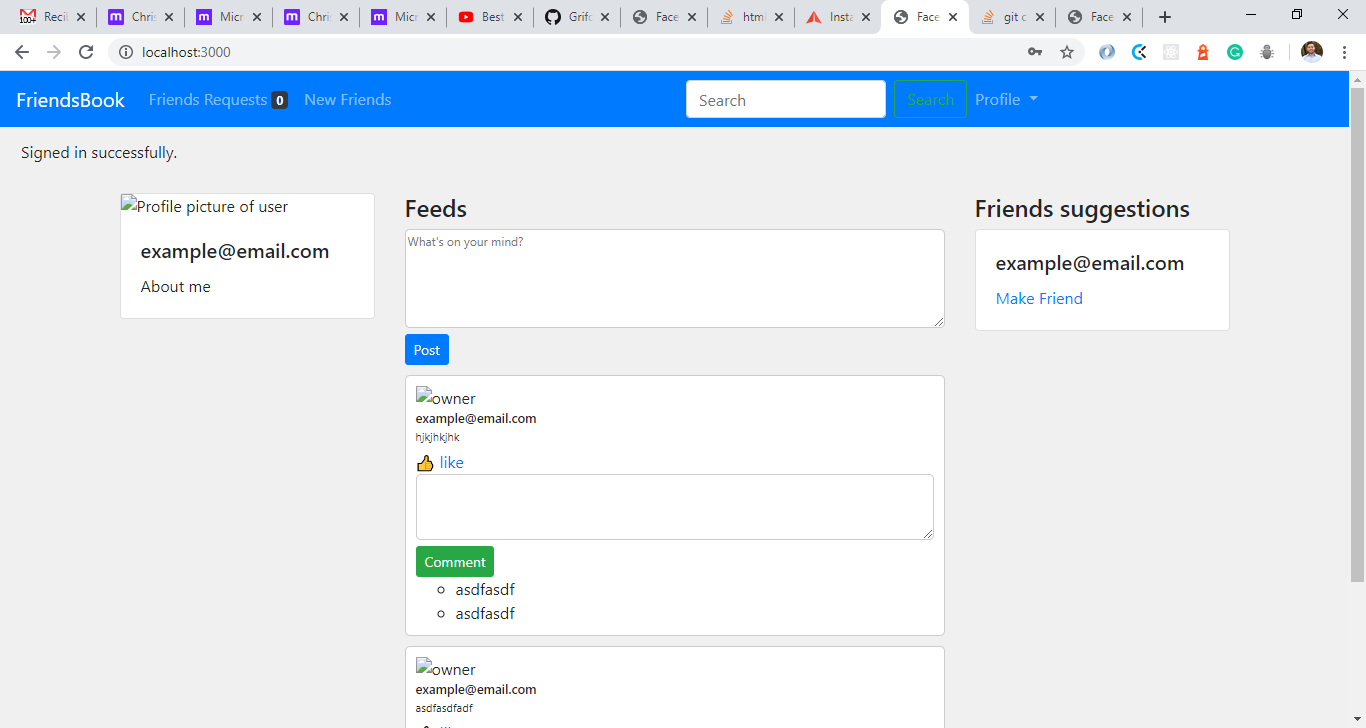 100+ Recil Chris Micr Chris Micr Best Grifc Face html Insta Face git c Face
localhost:3000
FriendsBook Friends Requests 0 New Friends Search Search Profile
Signed in successfully.
Profile picture of user
example@email.com
About me
Feeds
What's on your mind?
Post
owner
example@email.com
hjkjhkjhk
like
Comment
asdfasdf
asdfasdf
owner
example@email.com
asdfasdfadf
Friends suggestions
example@email.com
Make Friend